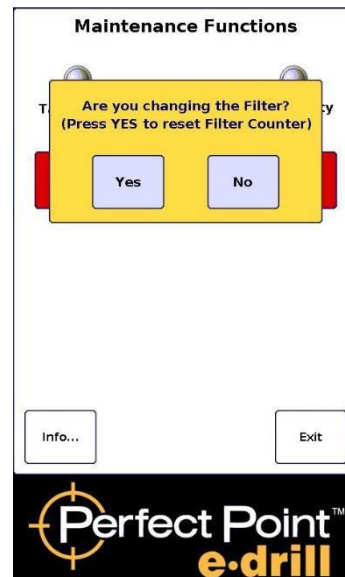 Maintenance Functions
Are you changing the Filter?
(Press YES to reset Filter Counter)
Yes
No
Info...
Exit
Perfect Point™
e•drill